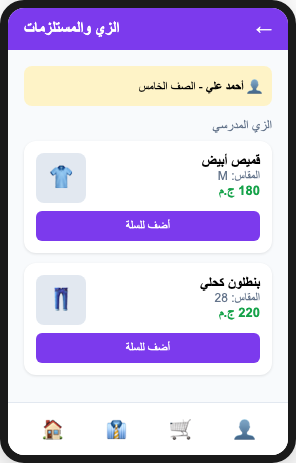 الزي والمستلزمات
أحمد علي - الصف الخامس
الزي المدرسي
قميص أبيض
المقاس: M
180 ج.م
أضف للسلة
بنطلون كحلي
المقاس: 28
220 ج.م
أضف للسلة